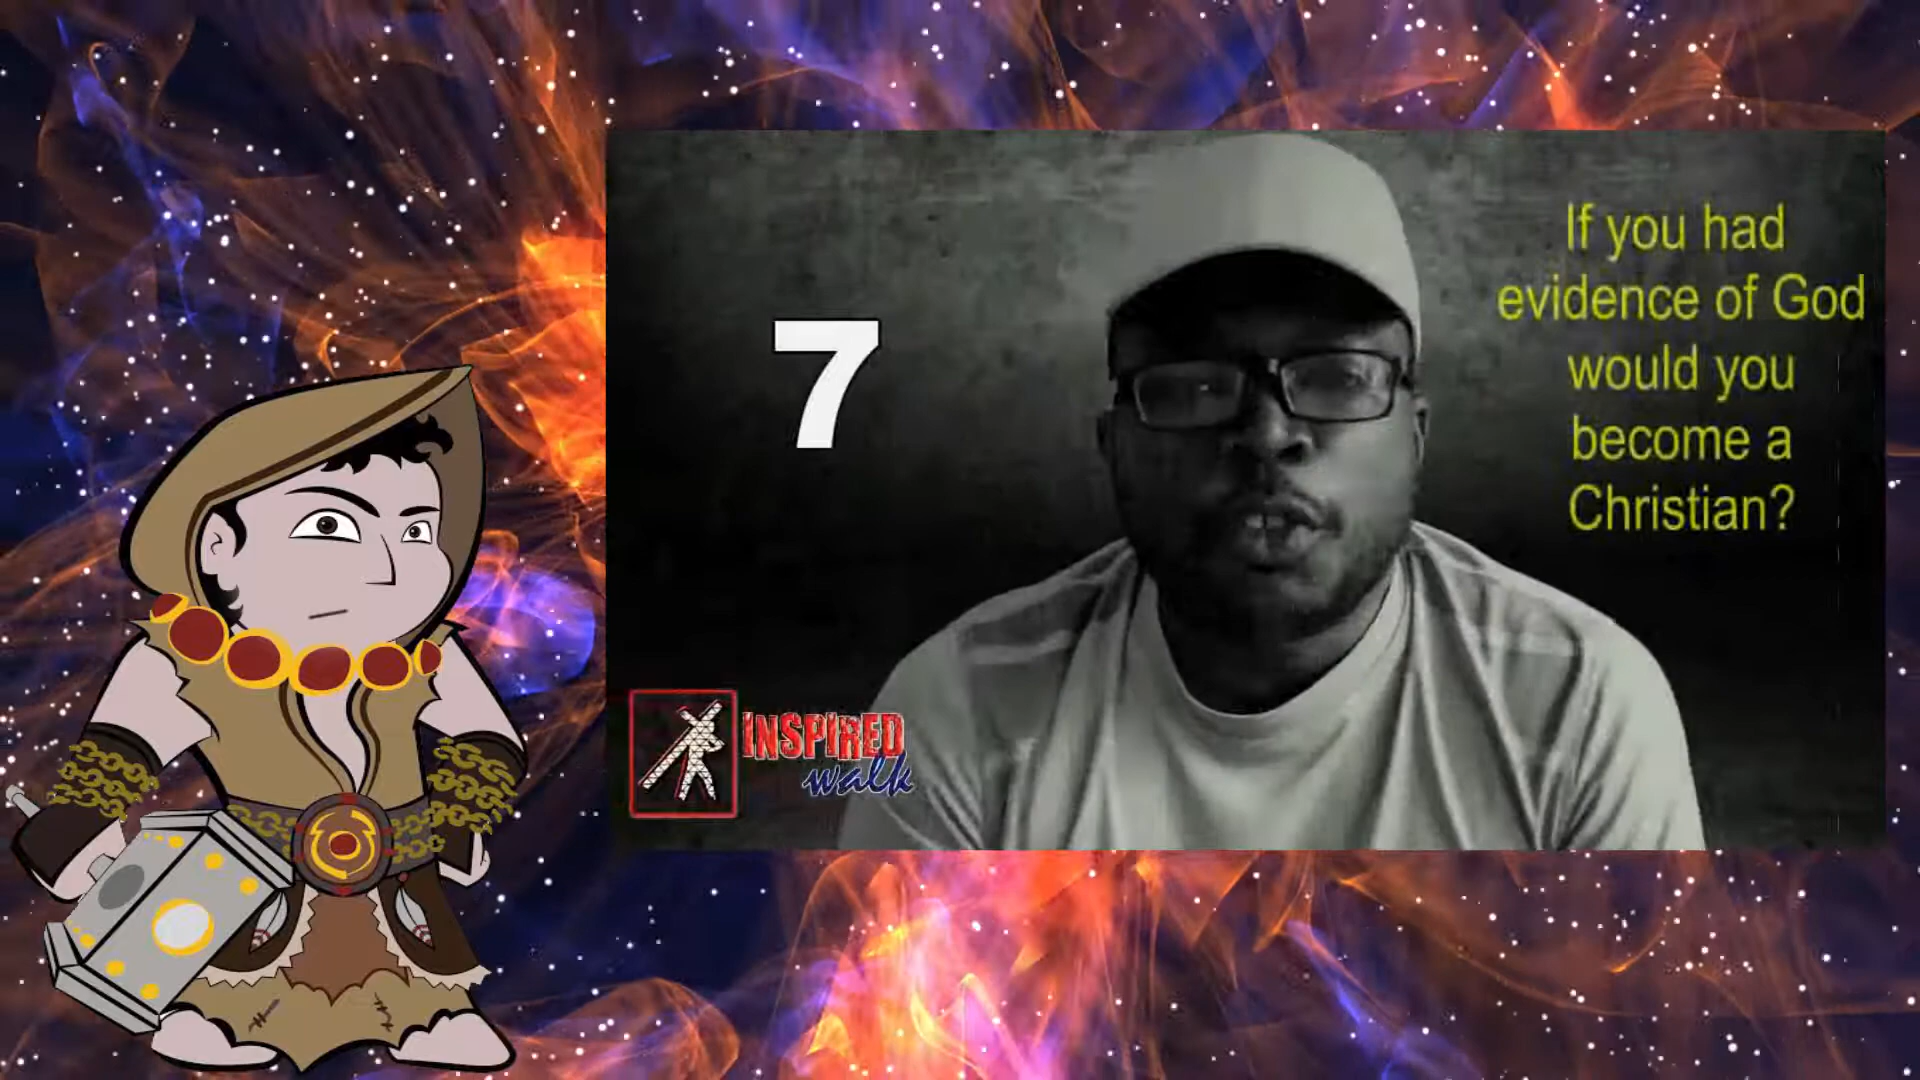 7
If you had
evidence of God
would you
become a
Christian?
INSPIRED
walk